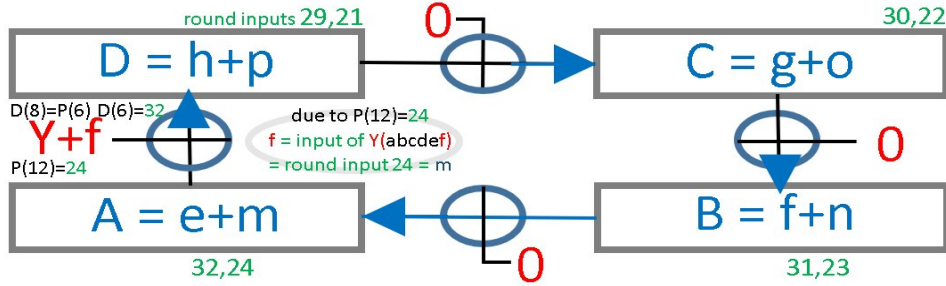 round inputs 29,21
0
30,22
D = h+p
C = g+o
D(8)=P(6) D(6)=32
Y+f
P(12)=24
due to P(12)=24
f = input of Y(abcdef)
= round input 24 = m
0
A = e+m
B = f+n
0
32,24
31,23